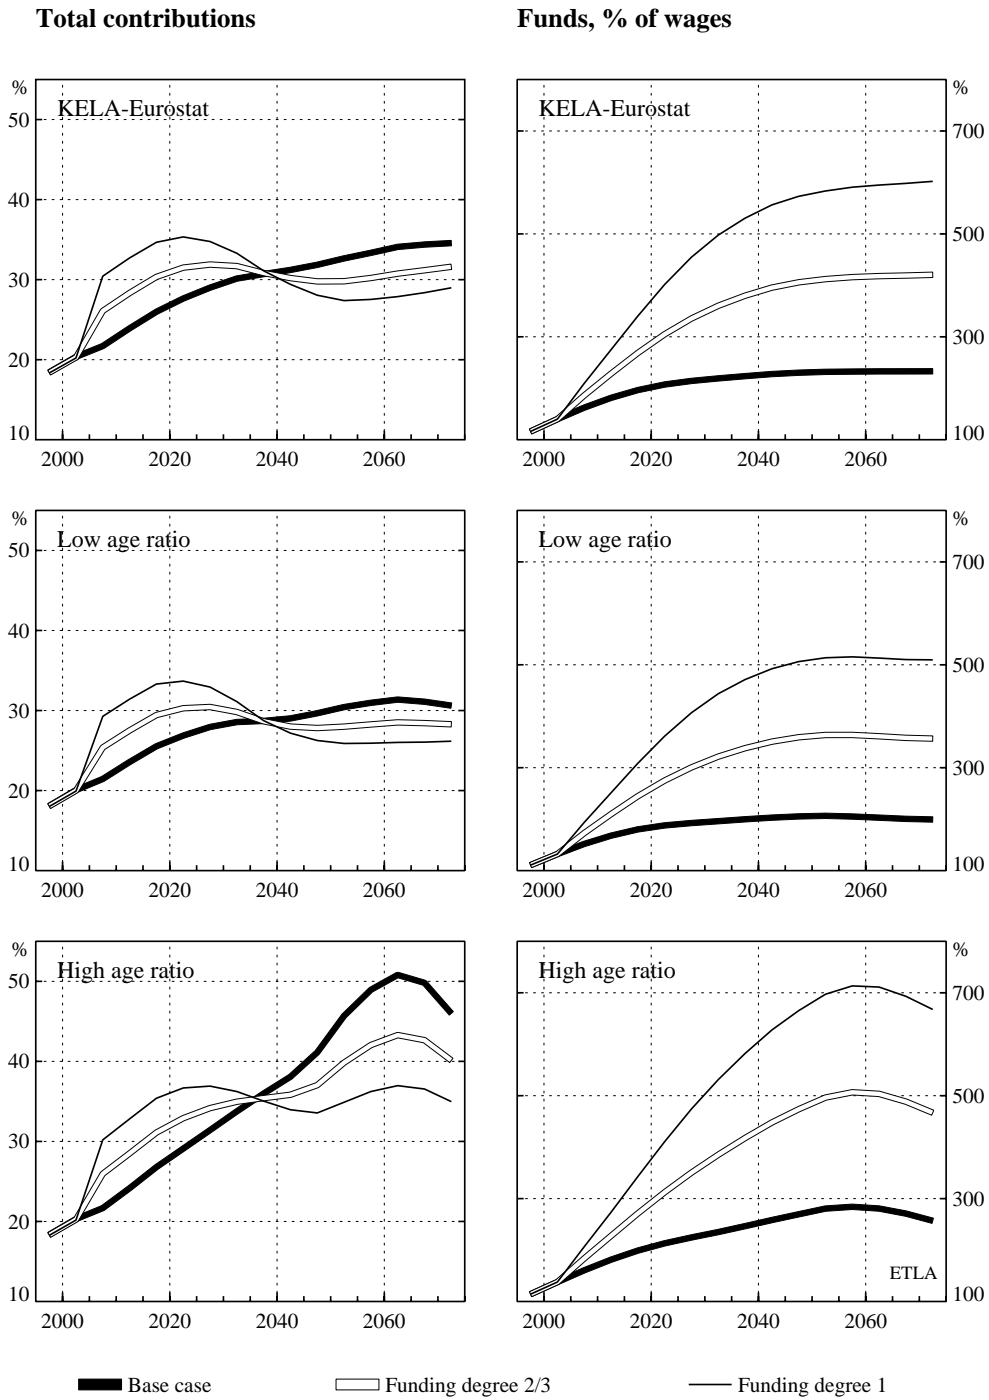 Total contributions
Funds, % of wages
%
KELA-Eurostat
50
40
30
20
10
2000 2020 2040 2060
%
KELA-Eurostat
700
500
300
100
2000 2020 2040 2060
%
Low age ratio
50
40
30
20
10
2000 2020 2040 2060
%
Low age ratio
700
500
300
100
2000 2020 2040 2060
%
High age ratio
50
40
30
20
10
2000 2020 2040 2060
%
High age ratio
700
500
300
ETLA
100
2000 2020 2040 2060
Base case Funding degree 2/3 Funding degree 1